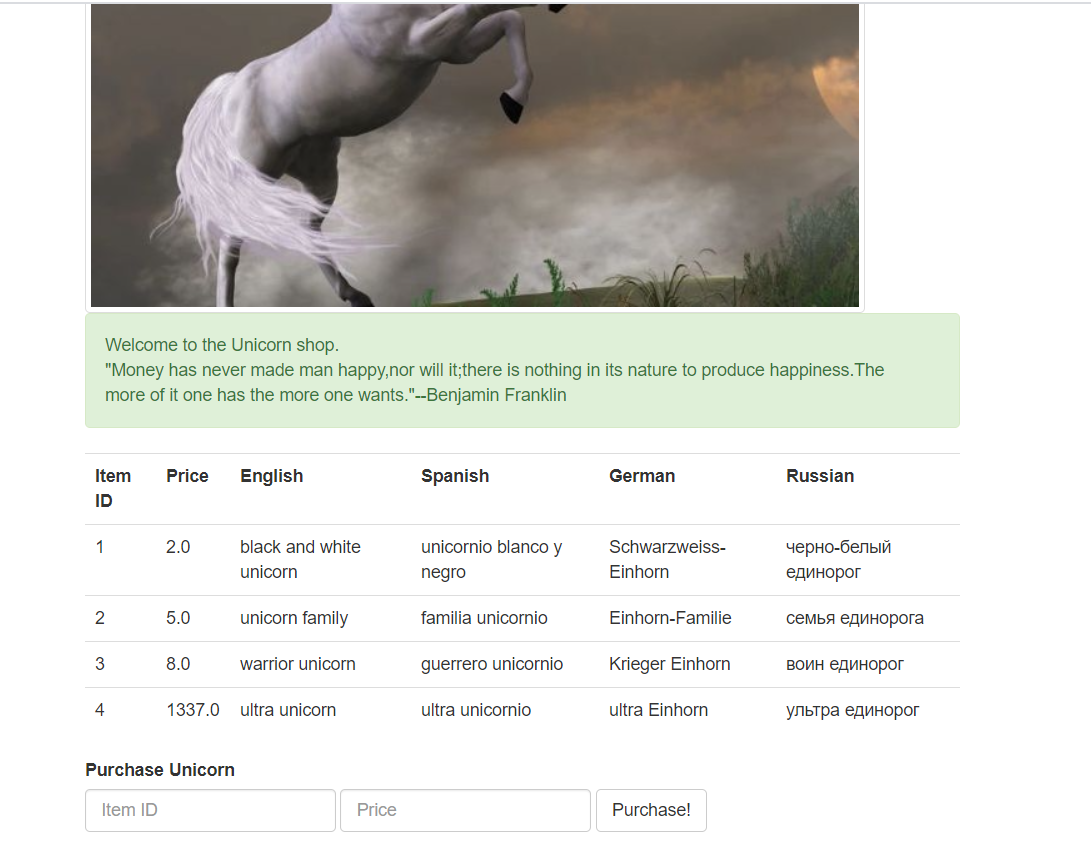 Welcome to the Unicorn shop.
"Money has never made man happy,nor will it;there is nothing in its nature to produce happiness.The
more of it one has the more one wants."--Benjamin Franklin
Item ID Price English Spanish German Russian
1 2.0 black and white unicorn unicornio blanco y negro Schwarzweiss-Einhorn черно-белый единорог
2 5.0 unicorn family familia unicornio Einhorn-Familie семья единорога
3 8.0 warrior unicorn guerrero unicornio Krieger Einhorn воин единорог
4 1337.0 ultra unicorn ultra unicornio ultra Einhorn ультра единорог
Purchase Unicorn
Item ID Price Purchase!